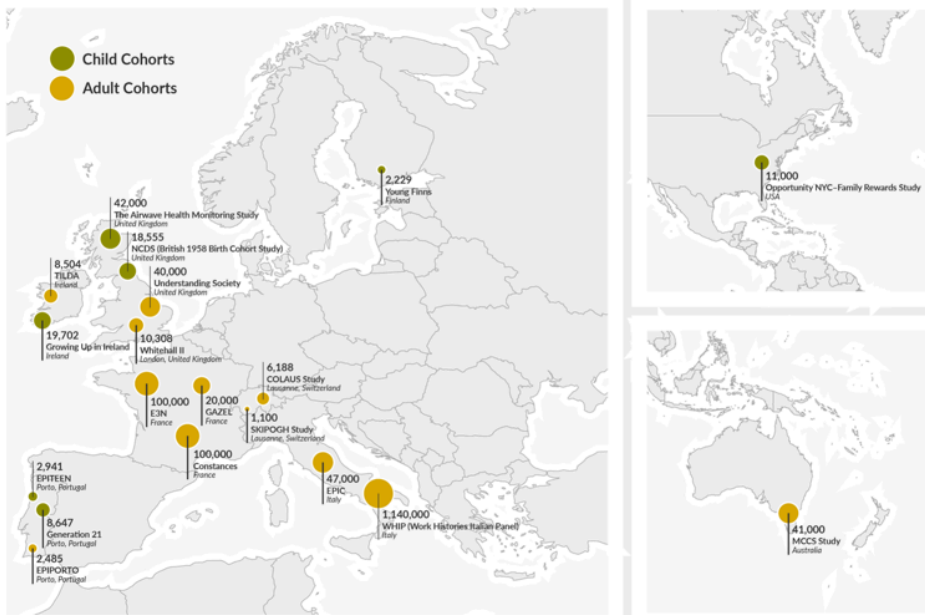 Child Cohorts
Adult Cohorts
2,229
Young Finns
Finland
42,000
The Airwave Health Monitoring Study
United Kingdom
18,555
NCDS (British 1958 Birth Cohort Study)
United Kingdom
8,504
TILDA
Ireland
40,000
Understanding Society
United Kingdom
19,702
Growing Up in Ireland
Ireland
10,308
Whitehall II
London, United Kingdom
6,188
COLAUS Study
Lausanne, Switzerland
100,000
E3N
France
20,000
GAZEL
France
1,100
SKIPOGH Study
Lausanne, Switzerland
100,000
Constances
France
2,941
EPITEEN
Porto, Portugal
47,000
EPIC
Italy
8,647
Generation 21
Porto, Portugal
1,140,000
WHIP (Work Histories Italian Panel)
Italy
2,485
EPIPORTO
Porto, Portugal
11,000
Opportunity NYC–Family Rewards Study
USA
41,000
MCCS Study
Australia